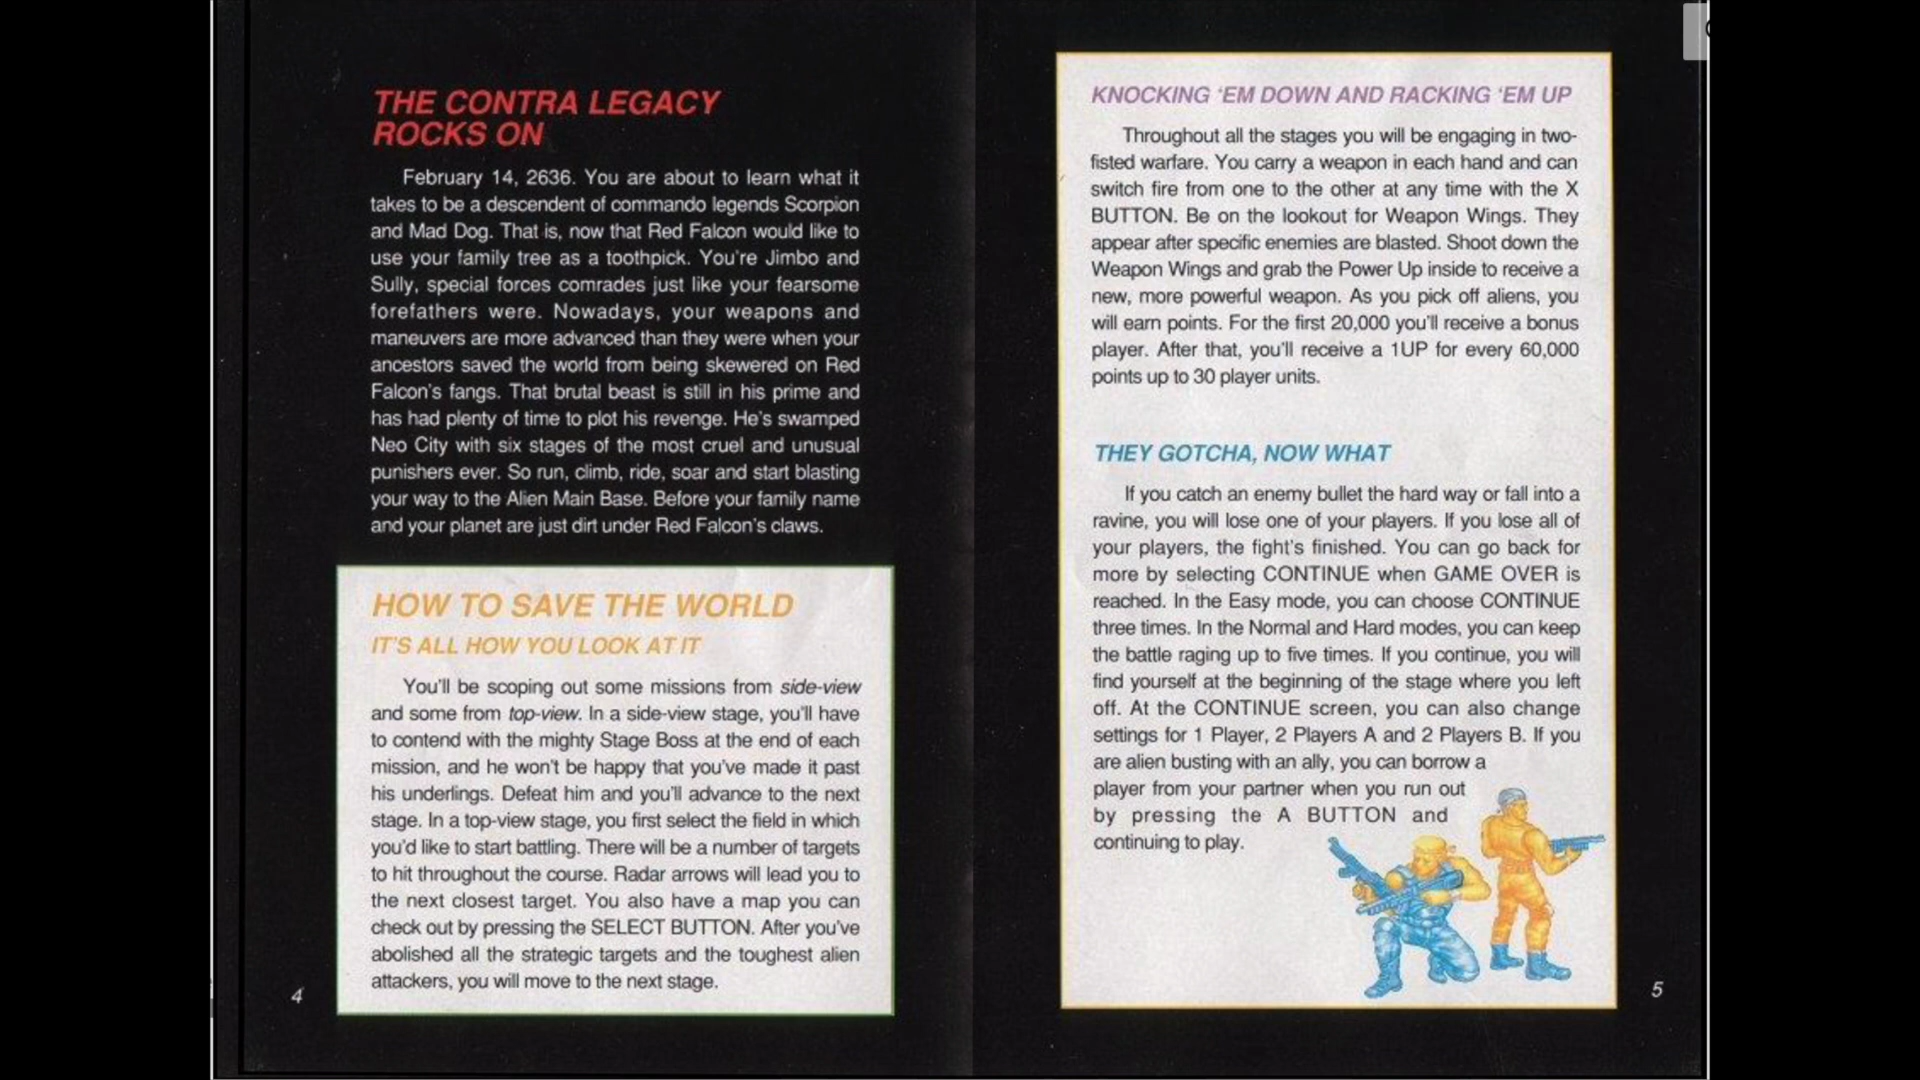 THE CONTRA LEGACY
ROCKS ON
February 14, 2636. You are about to learn what it
takes to be a descendent of commando legends Scorpion
and Mad Dog. That is, now that Red Falcon would like to
use your family tree as a toothpick. You're Jimbo and
Sully, special forces comrades just like your fearsome
forefathers were. Nowadays, your weapons and
maneuvers are more advanced than they were when your
ancestors saved the world from being skewered on Red
Falcon's fangs. That brutal beast is still in his prime and
has had plenty of time to plot his revenge. He's swamped
Neo City with six stages of the most cruel and unusual
punishers ever. So run, climb, ride, soar and start blasting
your way to the Alien Main Base. Before your family name
and your planet are just dirt under Red Falcon's claws.
HOW TO SAVE THE WORLD
IT'S ALL HOW YOU LOOK AT IT
You'll be scoping out some missions from side-view
and some from top-view. In a side-view stage, you'll have
to contend with the mighty Stage Boss at the end of each
mission, and he won't be happy that you've made it past
his underlings. Defeat him and you'll advance to the next
stage. In a top-view stage, you first select the field in which
you'd like to start battling. There will be a number of targets
to hit throughout the course. Radar arrows will lead you to
the next closest target. You also have a map you can
check out by pressing the SELECT BUTTON. After you've
abolished all the strategic targets and the toughest alien
attackers, you will move to the next stage.
4
KNOCKING 'EM DOWN AND RACKING 'EM UP
Throughout all the stages you will be engaging in two-
fisted warfare. You carry a weapon in each hand and can
switch fire from one to the other at any time with the X
BUTTON. Be on the lookout for Weapon Wings. They
appear after specific enemies are blasted. Shoot down the
Weapon Wings and grab the Power Up inside to receive a
new, more powerful weapon. As you pick off aliens, you
will earn points. For the first 20,000 you'll receive a bonus
player. After that, you'll receive a 1UP for every 60,000
points up to 30 player units.
THEY GOTCHA, NOW WHAT
If you catch an enemy bullet the hard way or fall into a
ravine, you will lose one of your players. If you lose all of
your players, the fight's finished. You can go back for
more by selecting CONTINUE when GAME OVER is
reached. In the Easy mode, you can choose CONTINUE
three times. In the Normal and Hard modes, you can keep
the battle raging up to five times. If you continue, you will
find yourself at the beginning of the stage where you left
off. At the CONTINUE screen, you can also change
settings for 1 Player, 2 Players A and 2 Players B. If you
are alien busting with an ally, you can borrow a
player from your partner when you run out
by pressing the A BUTTON and
continuing to play.
5